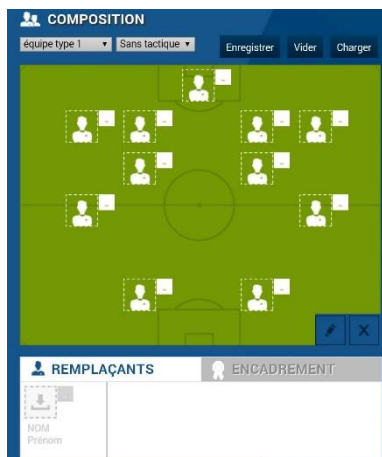 COMPOSITION
équipe type 1 Sans tactique Enregistrer Vider Charger
REMPLAÇANTS ENCADREMENT
NOM
Prénom